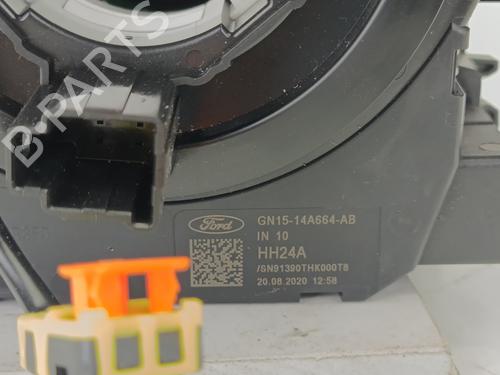 B-PARTS
Ford
GN15-14A664-AB
IN 10
HH24A
/SN91390THK000T8
20.08.2020 12:58